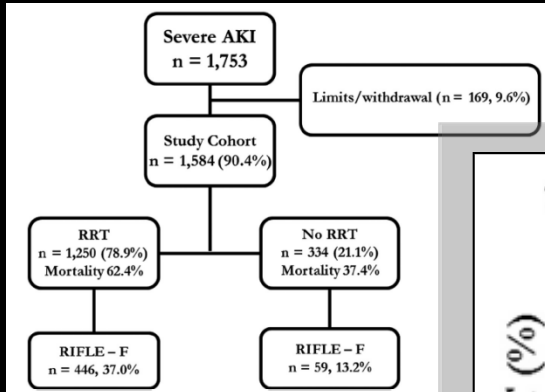 Severe AKI
n = 1,753
Limits/withdrawal (n = 169, 9.6%)
Study Cohort
n = 1,584 (90.4%)
RRT
n = 1,250 (78.9%)
Mortality 62.4%
No RRT
n = 334 (21.1%)
Mortality 37.4%
RIFLE – F
n = 446, 37.0%
RIFLE – F
n = 59, 13.2%
(%)